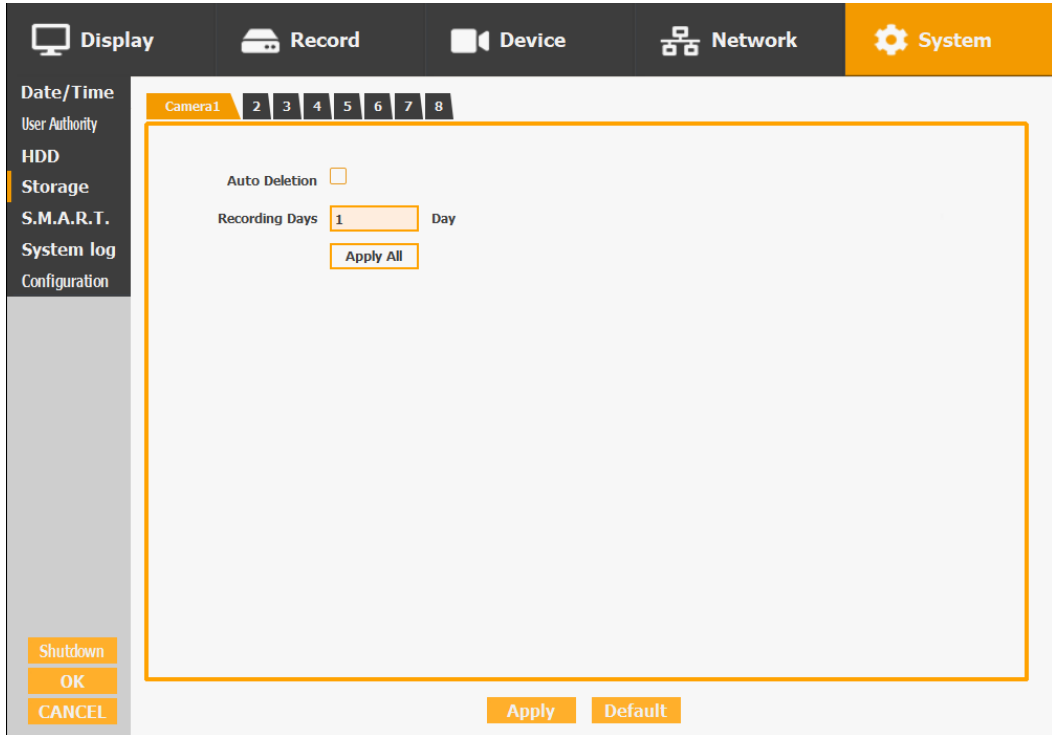 Display Record Device Network System
Date/Time
Camera1 2 3 4 5 6 7 8
User Authority
HDD
Storage
S.M.A.R.T.
System log
Configuration
Auto Deletion
Recording Days 1 Day
Apply All
Shutdown
OK
CANCEL
Apply Default